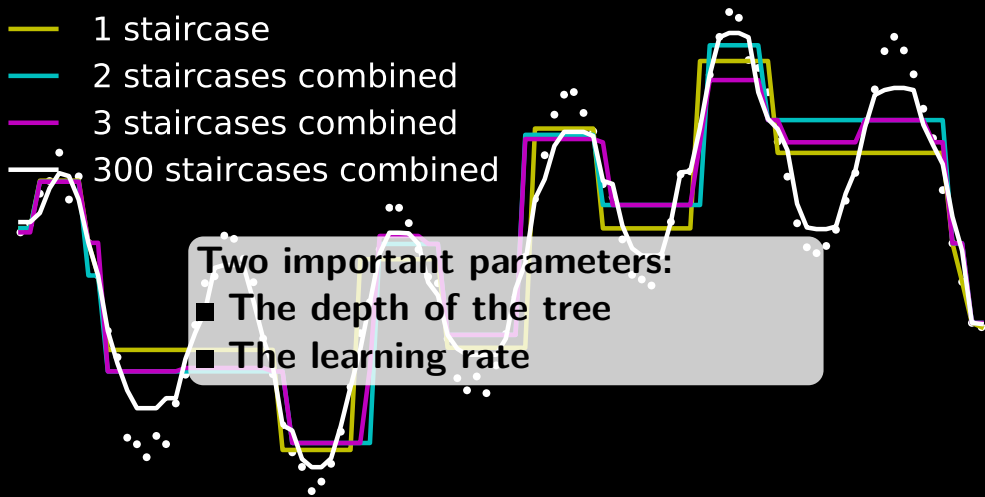 1 staircase
2 staircases combined
3 staircases combined
300 staircases combined
Two important parameters:
■ The depth of the tree
■ The learning rate